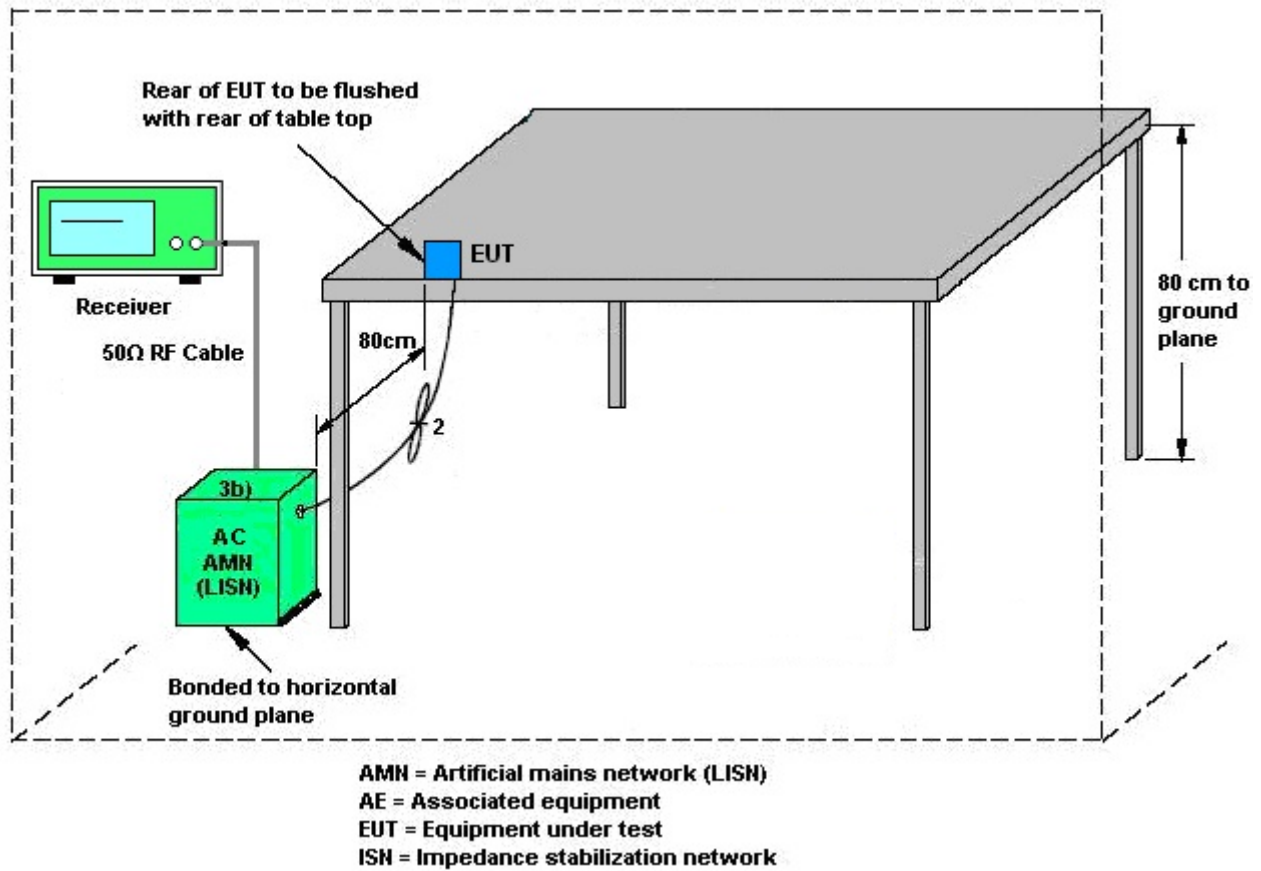 Rear of EUT to be flushed
with rear of table top
EUT
Receiver
50Ω RF Cable
80cm
80 cm to
ground
plane
2
3b)
AC
AMN
(LISN)
Bonded to horizontal
ground plane
AMN = Artificial mains network (LISN)
AE = Associated equipment
EUT = Equipment under test
ISN = Impedance stabilization network